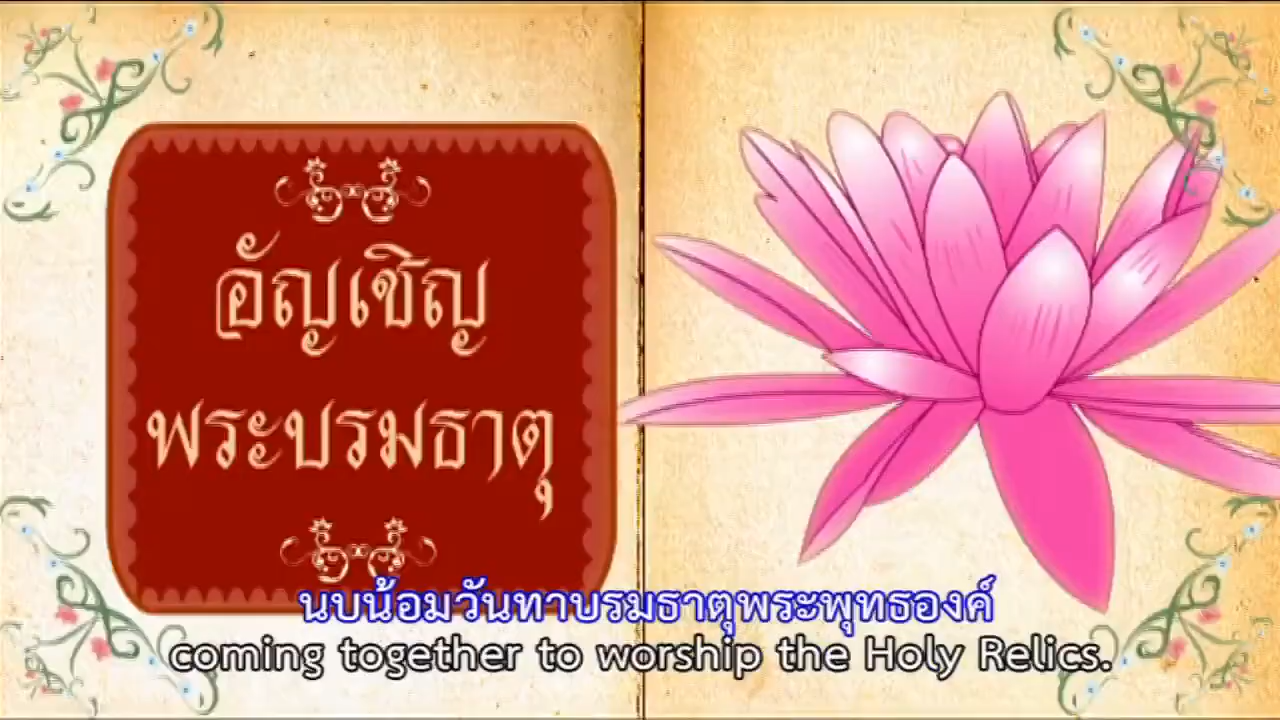 อัญเชิญ
พระบรมธาตุ
นบน้อมวันทาบรมธาตุพระพุทธองค์
coming together to worship the Holy Relics.